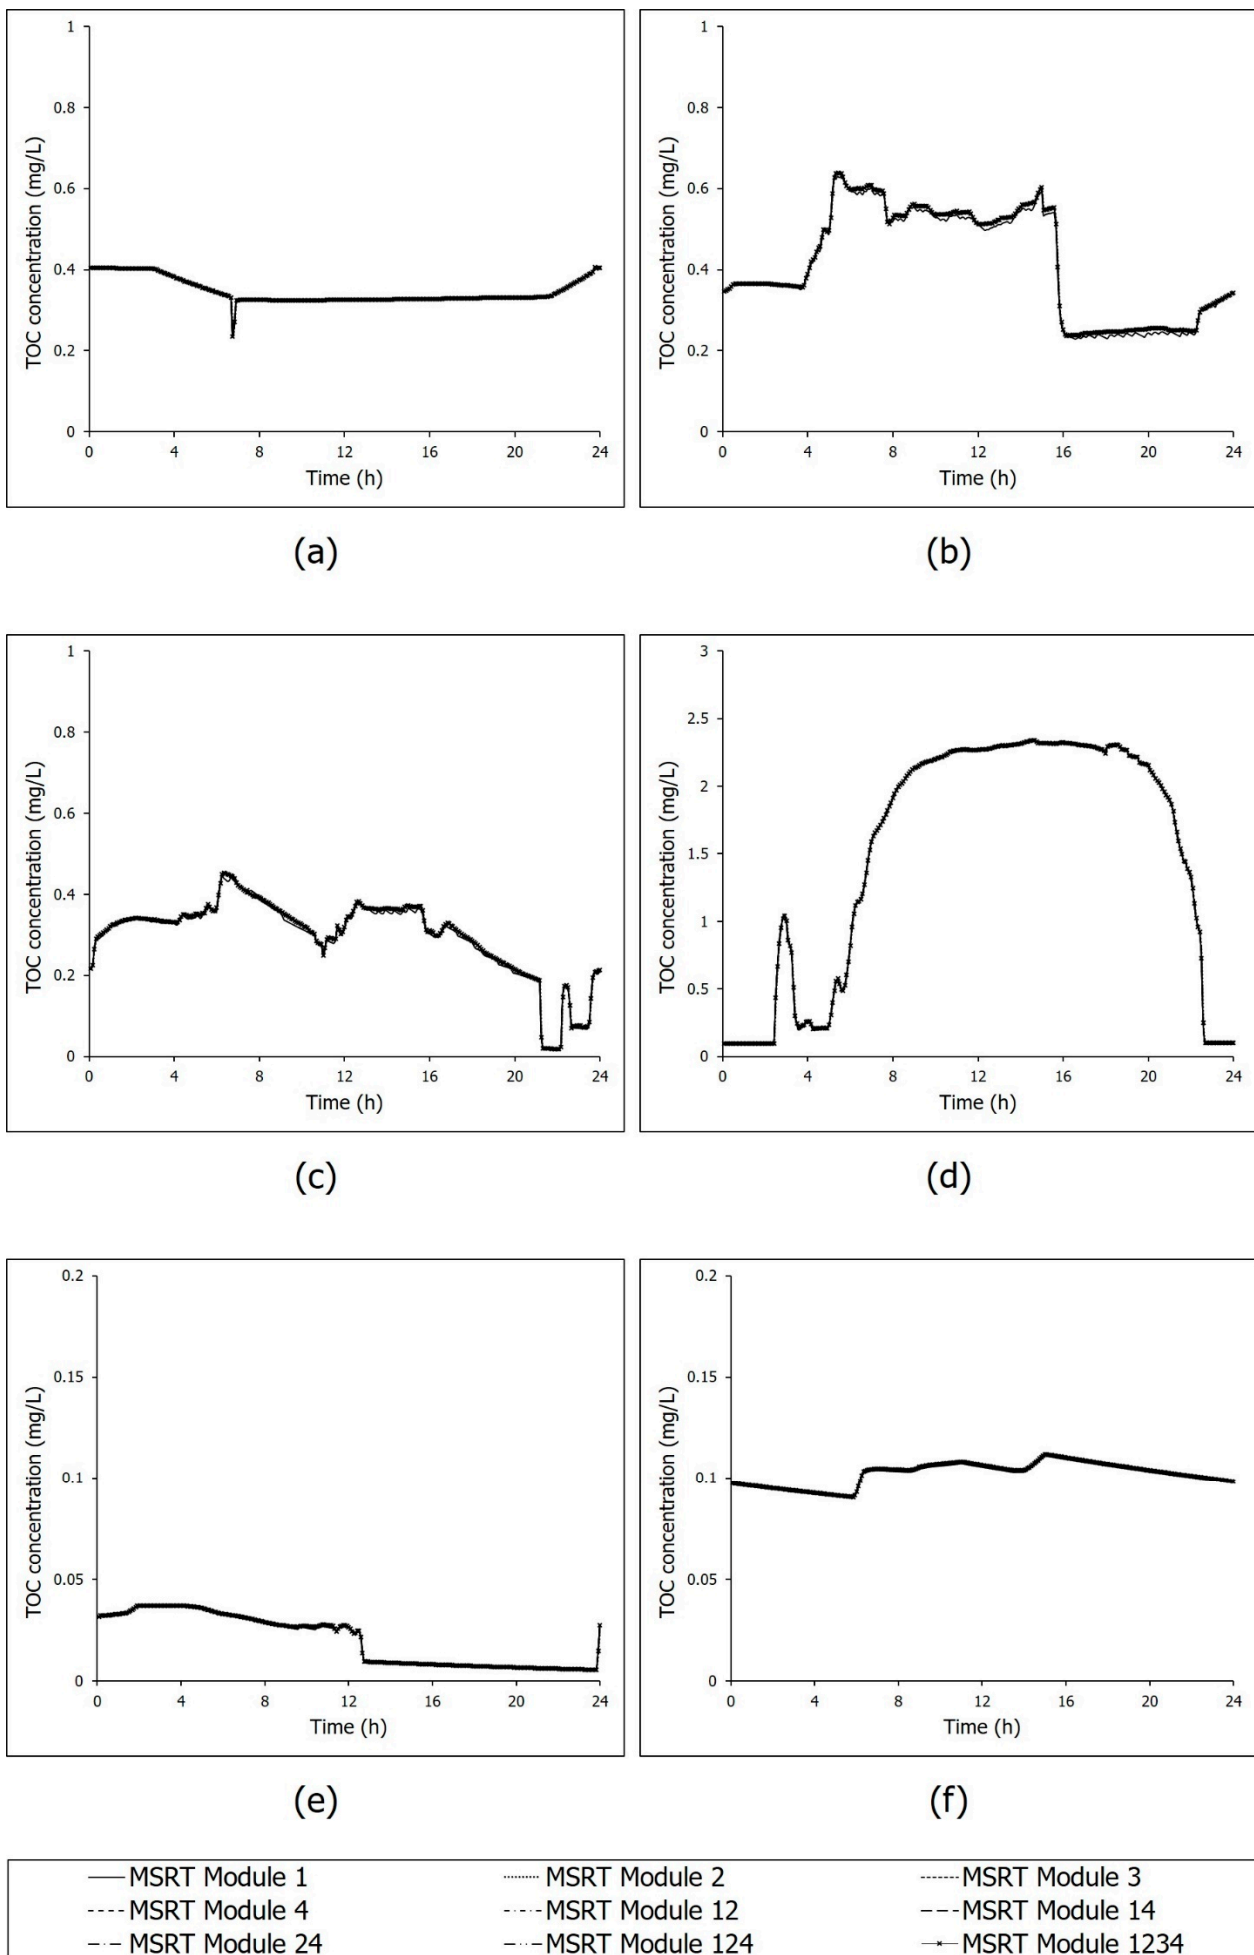 1
0.8
0.6
0.4
0.2
0
TOC concentration (mg/L)
0 4 8 12 16 20 24
Time (h)
(a)
1
0.8
0.6
0.4
0.2
0
TOC concentration (mg/L)
0 4 8 12 16 20 24
Time (h)
(b)
1
0.8
0.6
0.4
0.2
0
TOC concentration (mg/L)
0 4 8 12 16 20 24
Time (h)
(c)
3
2.5
2
1.5
1
0.5
0
TOC concentration (mg/L)
0 4 8 12 16 20 24
Time (h)
(d)
0.2
0.15
0.1
0.05
0
TOC concentration (mg/L)
0 4 8 12 16 20 24
Time (h)
(e)
0.2
0.15
0.1
0.05
0
TOC concentration (mg/L)
0 4 8 12 16 20 24
Time (h)
(f)
MSRT Module 1 MSRT Module 2 MSRT Module 3
MSRT Module 4 MSRT Module 12 MSRT Module 14
MSRT Module 24 MSRT Module 124 MSRT Module 1234